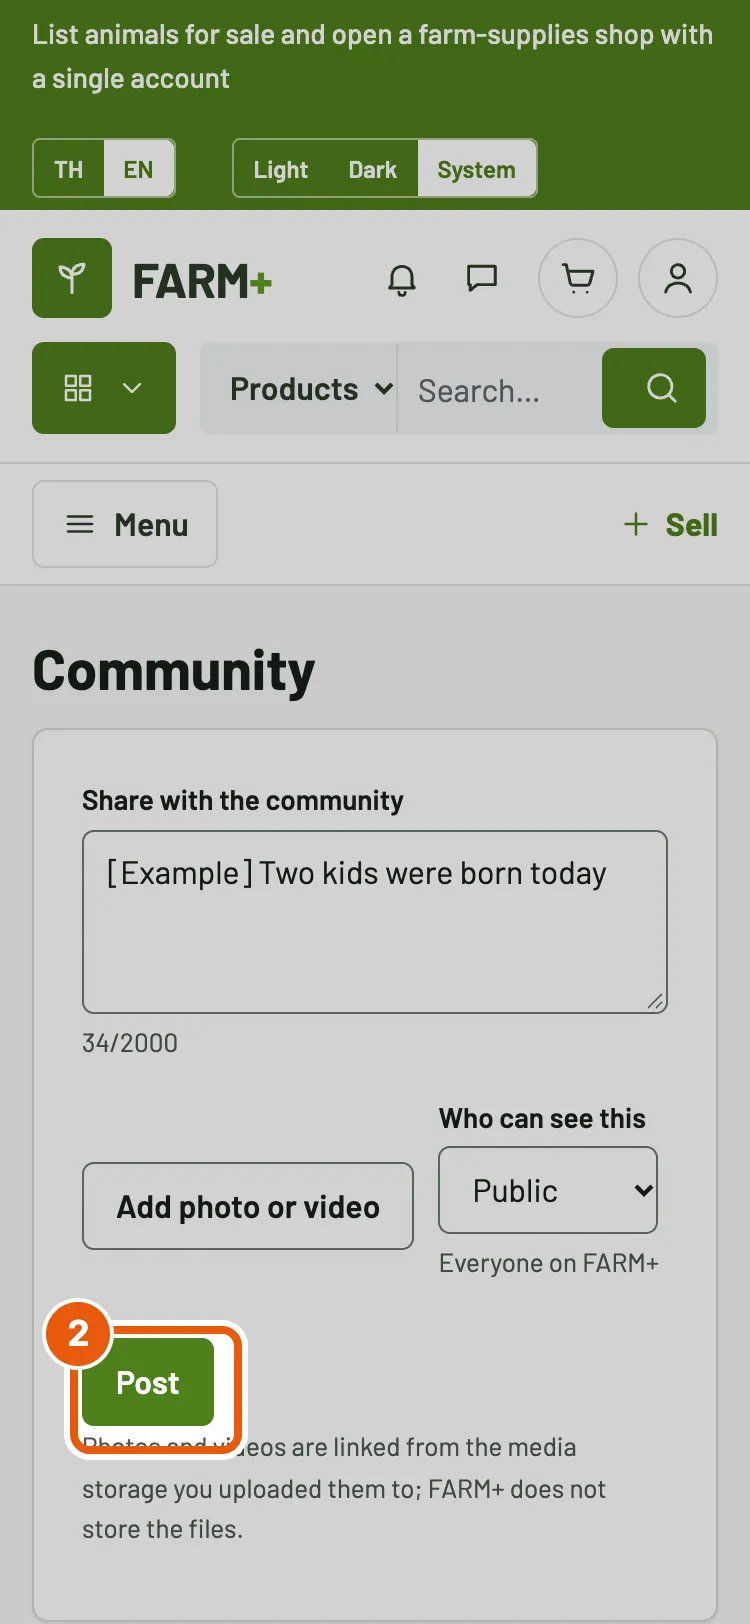 List animals for sale and open a farm-supplies shop with
a single account
TH EN Light Dark System
FARM+
Products Search...
Menu + Sell
Community
Share with the community
[Example] Two kids were born today
34/2000
Who can see this
Add photo or video Public
Everyone on FARM+
2
Post
Photos and videos are linked from the media
storage you uploaded them to; FARM+ does not
store the files.